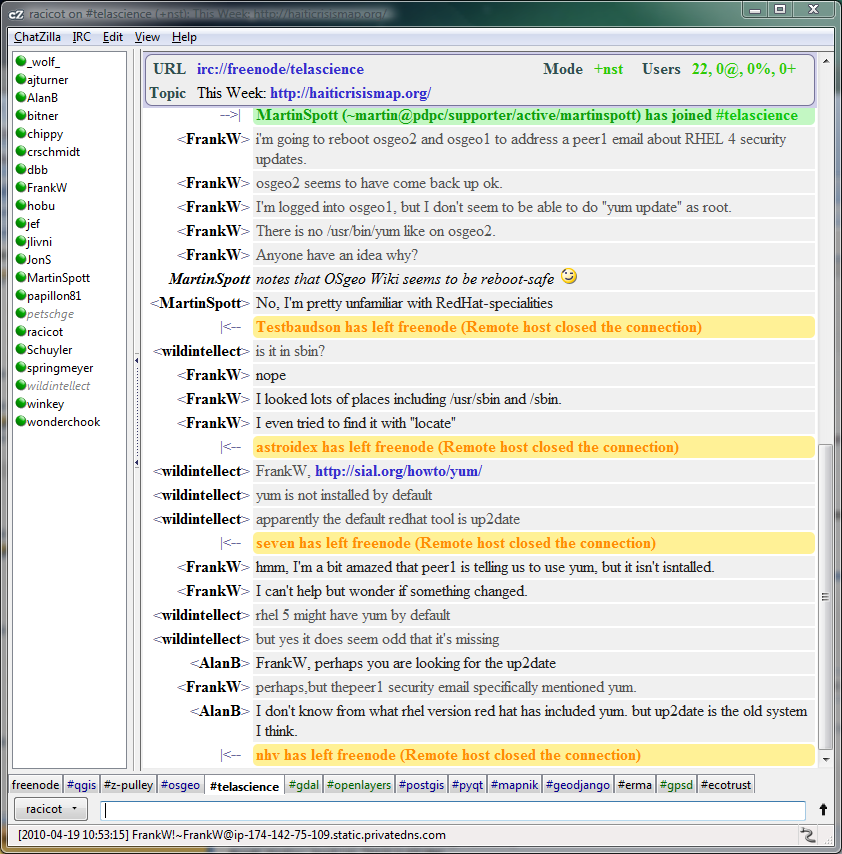 cZ racicot on #telascience (+nst): This Week: http://haiticrisismap.org/
ChatZilla IRC Edit View Help
_wolf_
ajturner
AlanB
bitner
chippy
crschmidt
dbb
FrankW
hobu
jef
jlivni
JonS
MartinSpott
papillon81
petschge
racicot
Schuyler
springmeyer
wildintellect
winkey
wonderchook
URL irc://freenode/telascience Mode +nst Users 22, 0@, 0%, 0+
Topic This Week: http://haiticrisismap.org/
-->| MartinSpott (~martin@pdpc/supporter/active/martinspott) has joined #telascience
<FrankW> i'm going to reboot osgeo2 and osgeo1 to address a peer1 email about RHEL 4 security
updates.
<FrankW> osgeo2 seems to have come back up ok.
<FrankW> I'm logged into osgeo1, but I don't seem to be able to do "yum update" as root.
<FrankW> There is no /usr/bin/yum like on osgeo2.
<FrankW> Anyone have an idea why?
MartinSpott notes that OSgeo Wiki seems to be reboot-safe
<MartinSpott> No, I'm pretty unfamiliar with RedHat-specialities
|<-- Testbaudson has left freenode (Remote host closed the connection)
<wildintellect> is it in sbin?
<FrankW> nope
<FrankW> I looked lots of places including /usr/sbin and /sbin.
<FrankW> I even tried to find it with "locate"
|<-- astroidex has left freenode (Remote host closed the connection)
<wildintellect> FrankW, http://sial.org/howto/yum/
<wildintellect> yum is not installed by default
<wildintellect> apparently the default redhat tool is up2date
|<-- seven has left freenode (Remote host closed the connection)
<FrankW> hmm, I'm a bit amazed that peer1 is telling us to use yum, but it isn't isntalled.
<FrankW> I can't help but wonder if something changed.
<wildintellect> rhel 5 might have yum by default
<wildintellect> but yes it does seem odd that it's missing
<AlanB> FrankW, perhaps you are looking for the up2date
<FrankW> perhaps,but thepeer1 security email specifically mentioned yum.
<AlanB> I don't know from what rhel version red hat has included yum. but up2date is the old system
I think.
|<-- nhv has left freenode (Remote host closed the connection)
freenode #qgis #z-pulley #osgeo #telascience #gdal #openlayers #postgis #pyqt #mapnik #geodjango #erma #gpsd #ecotrust
racicot
[2010-04-19 10:53:15] FrankW!~FrankW@ip-174-142-75-109.static.privatedns.com